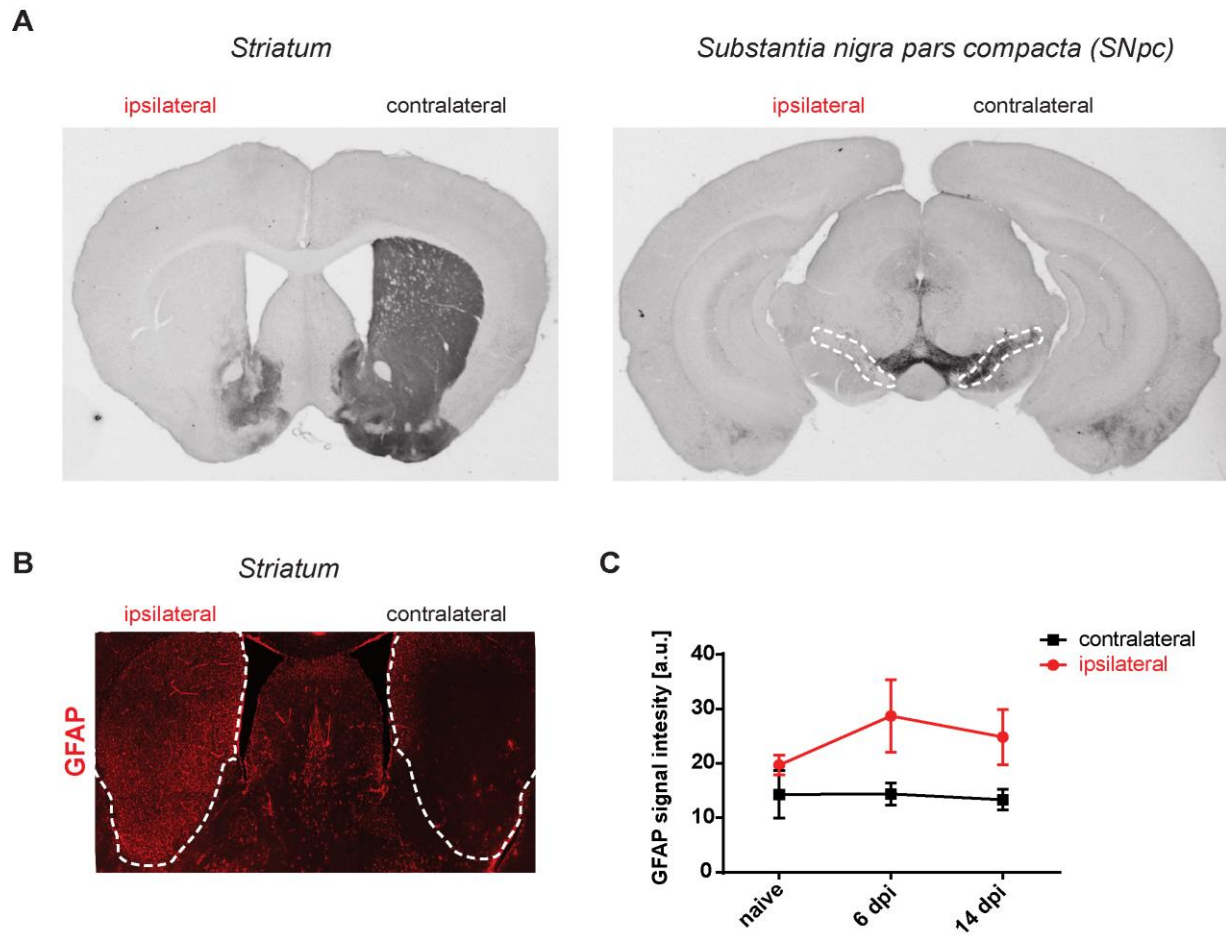 A
Striatum
Substantia nigra pars compacta (SNpc)
ipsilateral
contralateral
ipsilateral
contralateral
B
Striatum
ipsilateral
contralateral
GFAP
C
GFAP signal intesity [a.u.]
40
30
20
10
0
naive
6 dpi
14 dpi
contralateral
ipsilateral